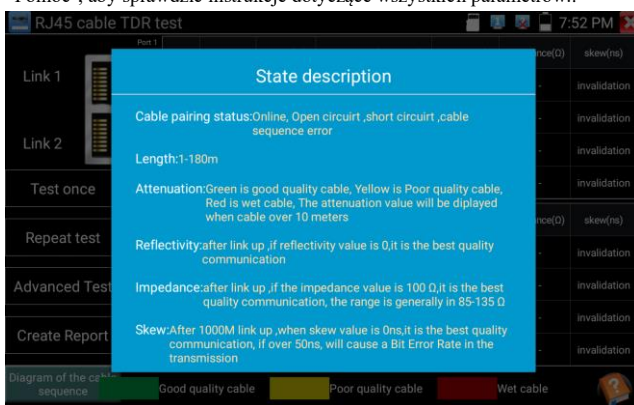 "Pomoc", aby sprawdzić instrukcje dotyczące wszystkich parametrów..
RJ45 cable TDR test
7:52 PM
Port 1
nce(Ω) skew(ns)
Link 1
- invalidation
- invalidation
Link 2
- invalidation
- invalidation
Test once
nce(Ω) skew(ns)
Repeat test
- invalidation
- invalidation
Advanced Test
- invalidation
Create Report
- invalidation
State description
Cable pairing status:Online, Open circuirt ,short circuirt ,cable
sequence error
Length:1-180m
Attenuation:Green is good quality cable, Yellow is Poor quality cable,
Red is wet cable, The attenuation value will be diplayed
when cable over 10 meters
Reflectivity:after link up ,if reflectivity value is 0,it is the best quality
communication
Impedance:after link up ,if the impedance value is 100 Ω,it is the best
quality communication, the range is generally in 85-135 Ω
Skew:After 1000M link up ,when skew value is 0ns,it is the best quality
communication, if over 50ns, will cause a Bit Error Rate in the
transmission
Diagram of the cable
sequence
Good quality cable
Poor quality cable
Wet cable